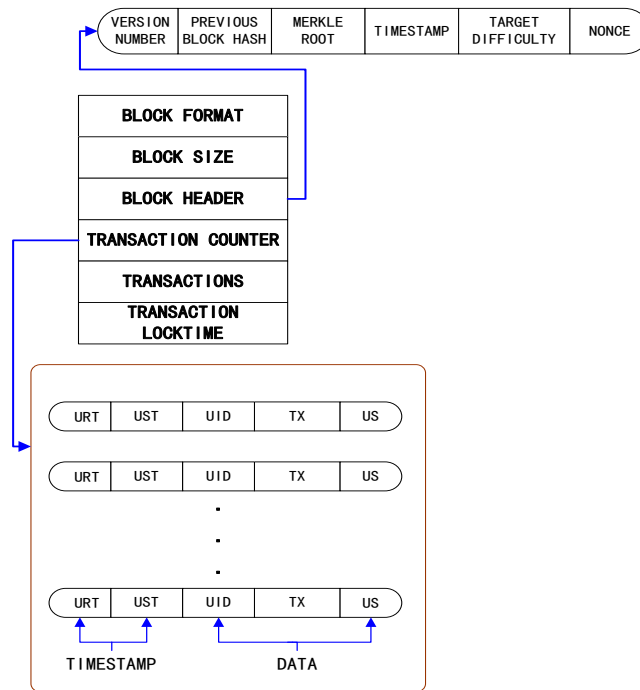 VERSION NUMBER
PREVIOUS BLOCK HASH
MERKLE ROOT
TIMESTAMP
TARGET DIFFICULTY
NONCE
BLOCK FORMAT
BLOCK SIZE
BLOCK HEADER
TRANSACTION COUNTER
TRANSACTIONS
TRANSACTION
LOCKTIME
URT UST UID TX US
URT UST UID TX US
URT UST UID TX US
TIMESTAMP DATA